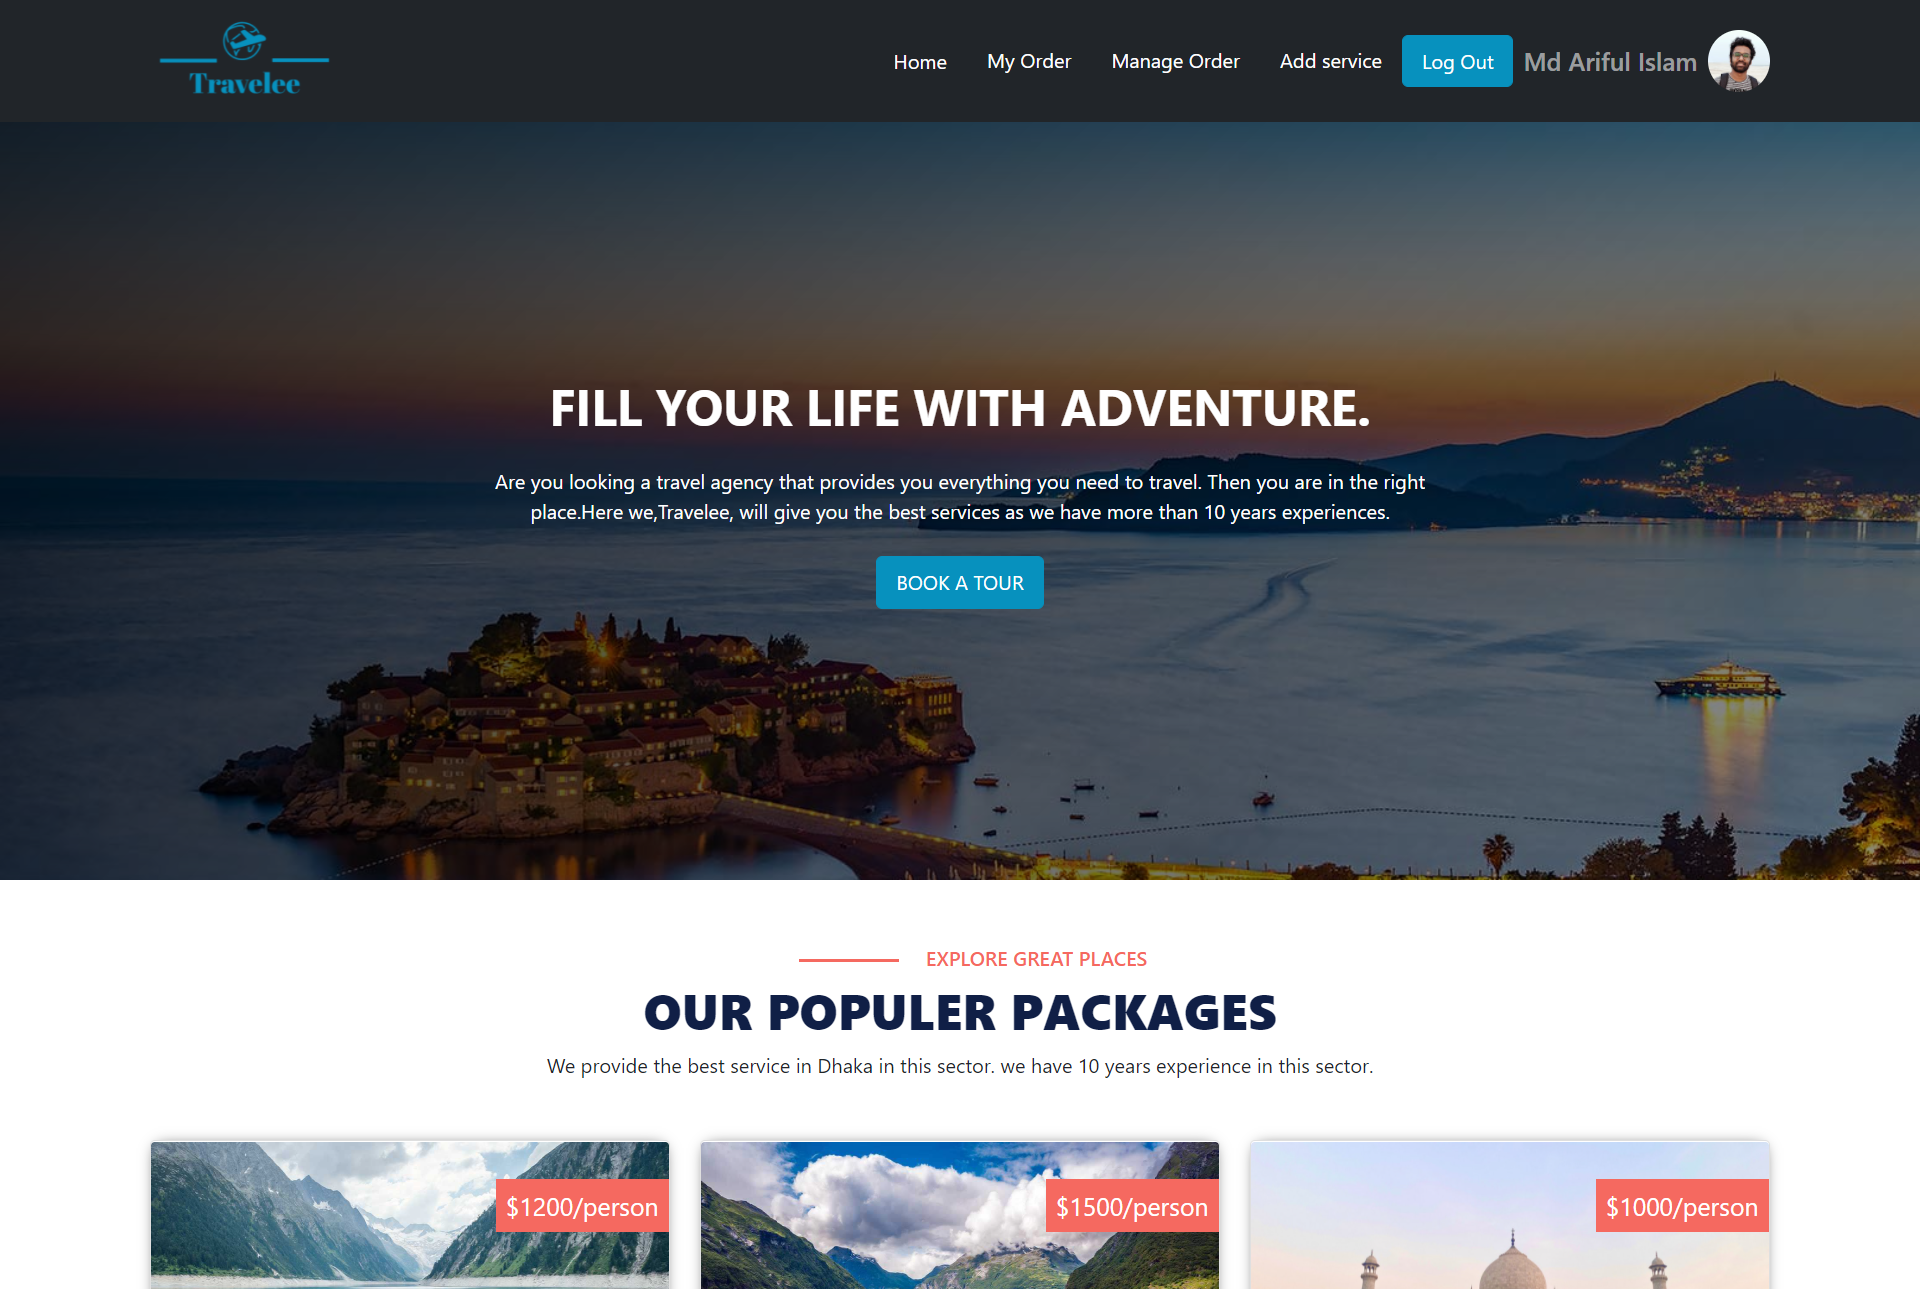 Travelee
Home
My Order
Manage Order
Add service
Log Out
Md Ariful Islam
FILL YOUR LIFE WITH ADVENTURE.
Are you looking a travel agency that provides you everything you need to travel. Then you are in the right
place.Here we,Travelee, will give you the best services as we have more than 10 years experiences.
BOOK A TOUR
EXPLORE GREAT PLACES
OUR POPULER PACKAGES
We provide the best service in Dhaka in this sector. we have 10 years experience in this sector.
$1200/person
$1500/person
$1000/person